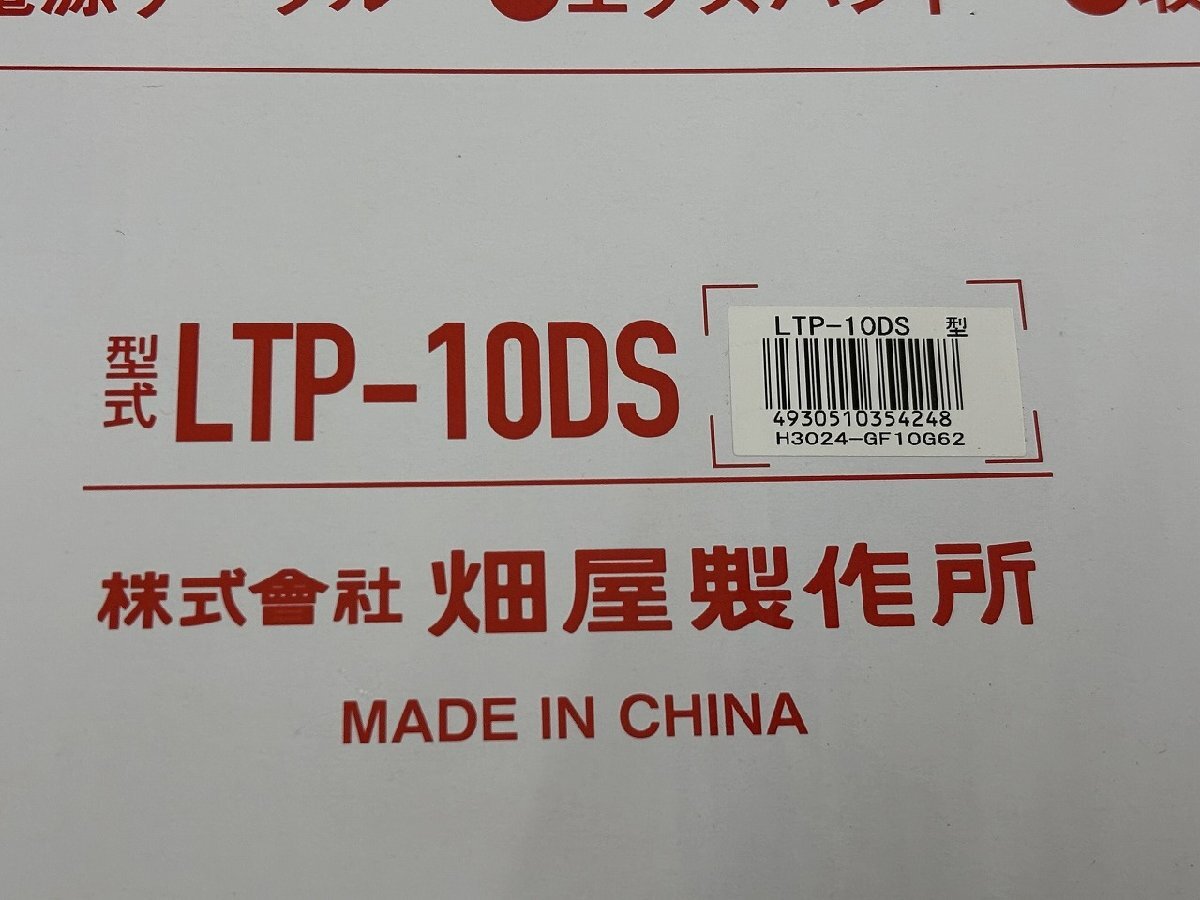 型式 LTP-10DS
LTP-10DS 型
4930510354248
H3024-GF10G62
株式會社 畑屋製作所
MADE IN CHINA